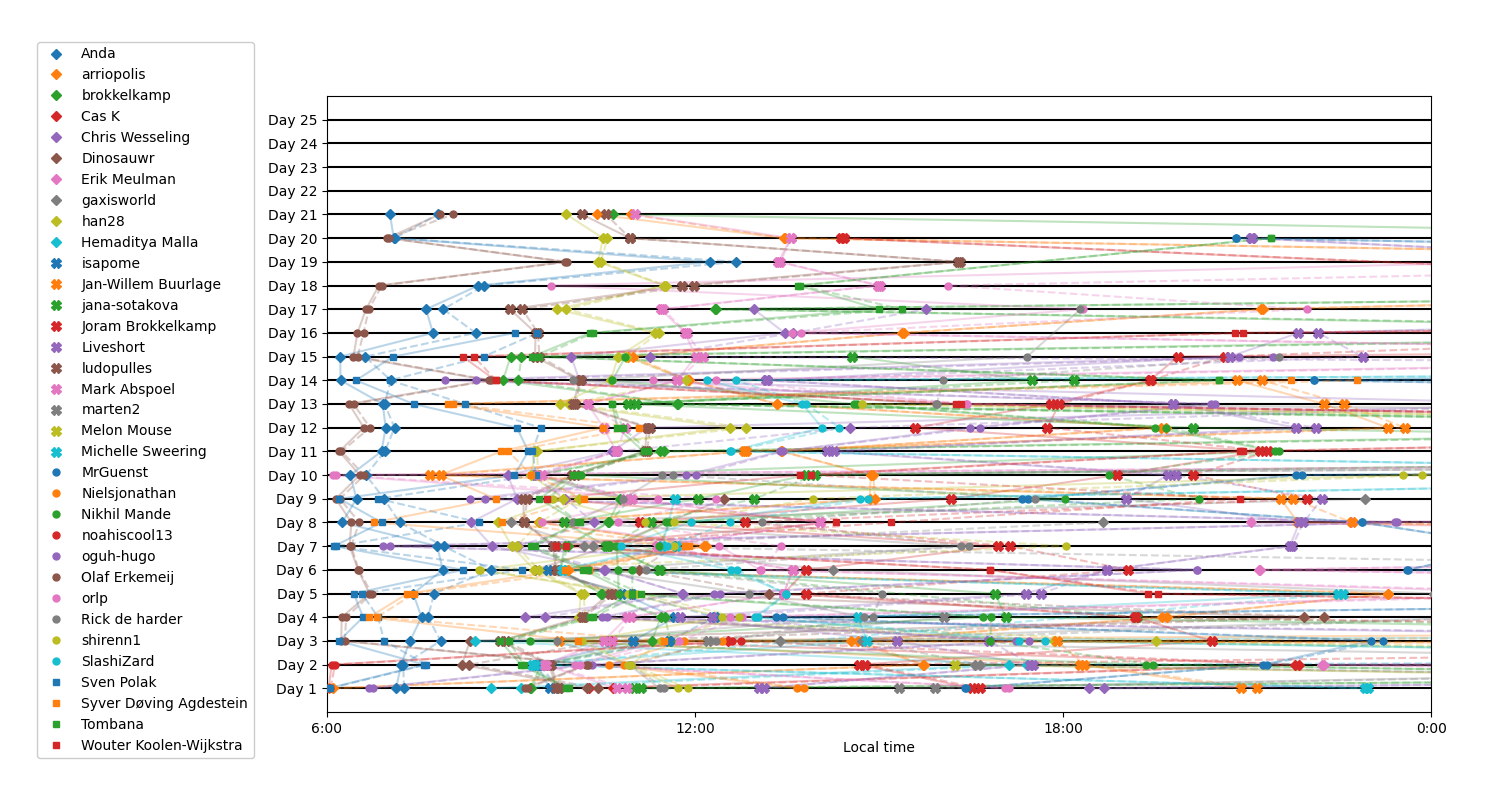 Anda
arriopolis
brokkelkamp
Cas K
Chris Wesseling
Dinosauwr
Erik Meulman
gaxisworld
han28
Hemaditya Malla
isapome
Jan-Willem Buurlage
jana-sotakova
Joram Brokkelkamp
Liveshort
ludopulles
Mark Abspoel
marten2
Melon Mouse
Michelle Sweering
MrGuenst
Nielsjonathan
Nikhil Mande
noahiscool13
oguh-hugo
Olaf Erkemeij
orlp
Rick de harder
shirenn1
SlashiZard
Sven Polak
Syver Døving Agdestein
Tombana
Wouter Koolen-Wijkstra
Day 25
Day 24
Day 23
Day 22
Day 21
Day 20
Day 19
Day 18
Day 17
Day 16
Day 15
Day 14
Day 13
Day 12
Day 11
Day 10
Day 9
Day 8
Day 7
Day 6
Day 5
Day 4
Day 3
Day 2
Day 1
6:00 12:00 18:00 0:00
Local time